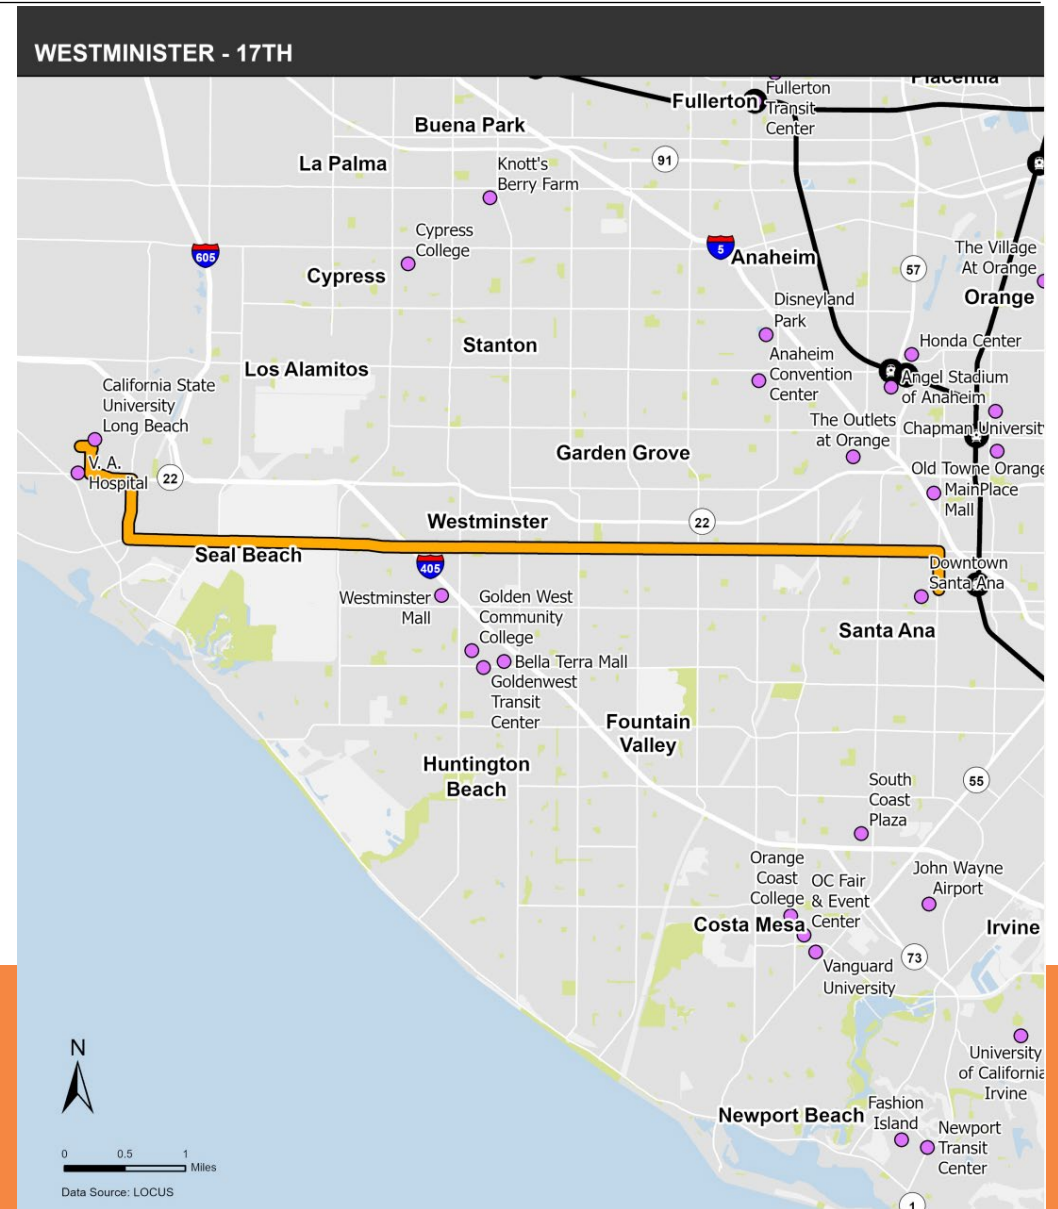 WESTMINISTER - 17TH
Placentia
Fullerton
Fullerton
Transit
Center
Buena Park
La Palma
91
Knott's
Berry Farm
Cypress
College
605
5
Anaheim
57
The Village
At Orange
Cypress
Orange
Disneyland
Park
Stanton
Honda Center
Los Alamitos
Anaheim
Convention
Center
Angel Stadium
of Anaheim
California State
University
Long Beach
The Outlets
at Orange
Chapman University
Garden Grove
V. A.
Hospital
22
Old Towne Orange
MainPlace
Mall
Westminster
22
Seal Beach
405
Downtown
Santa Ana
Westminster
Mall
Golden West
Community
College
Santa Ana
Bella Terra Mall
Goldenwest
Transit
Center
Fountain
Valley
Huntington
Beach
South
Coast
Plaza
55
Orange
Coast
College
OC Fair
& Event
Center
John Wayne
Airport
Costa Mesa
Irvine
Vanguard
University
73
N
University
of California
Irvine
Newport Beach
Fashion
Island
Newport
Transit
Center
0 0.5 1
Miles
Data Source: LOCUS
1